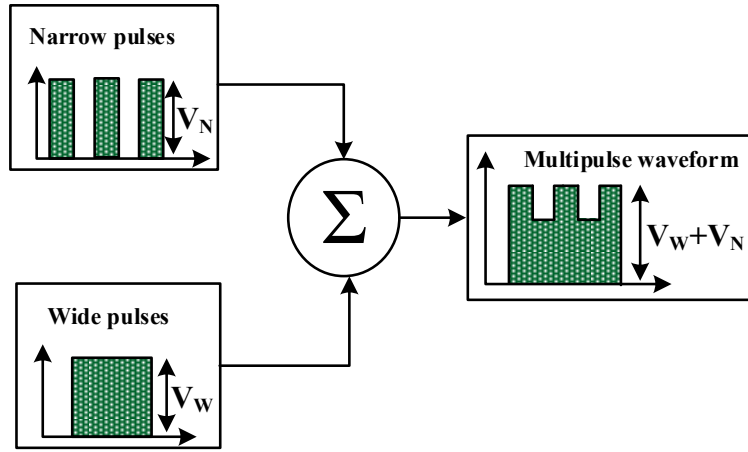 Narrow pulses
V_N
Multipulse waveform
Σ
V_W+V_N
Wide pulses
V_W